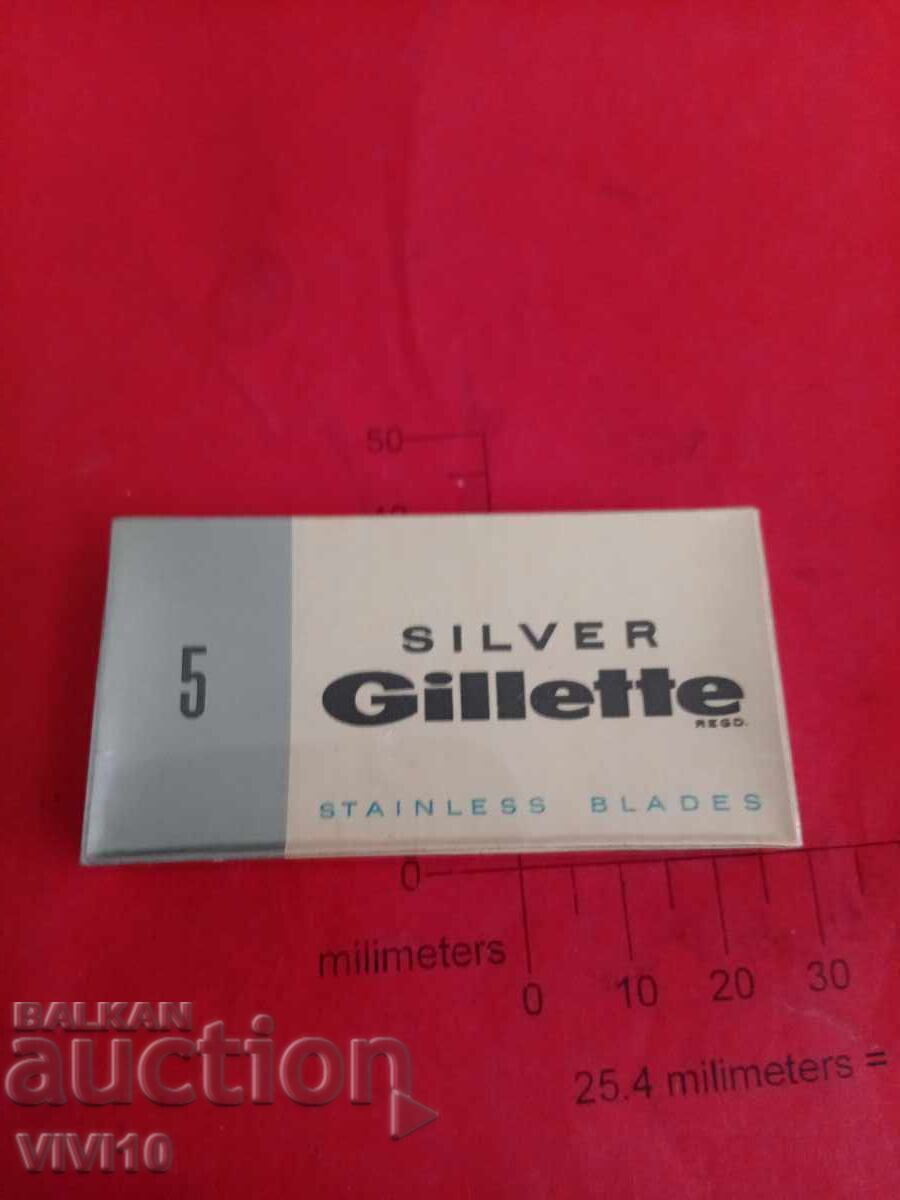 50
5
SILVER
Gillette
REGD.
STAINLESS BLADES
0
milimeters
0 10 20 30
25.4 milimeters =
BALKAN
auction
VIVI10